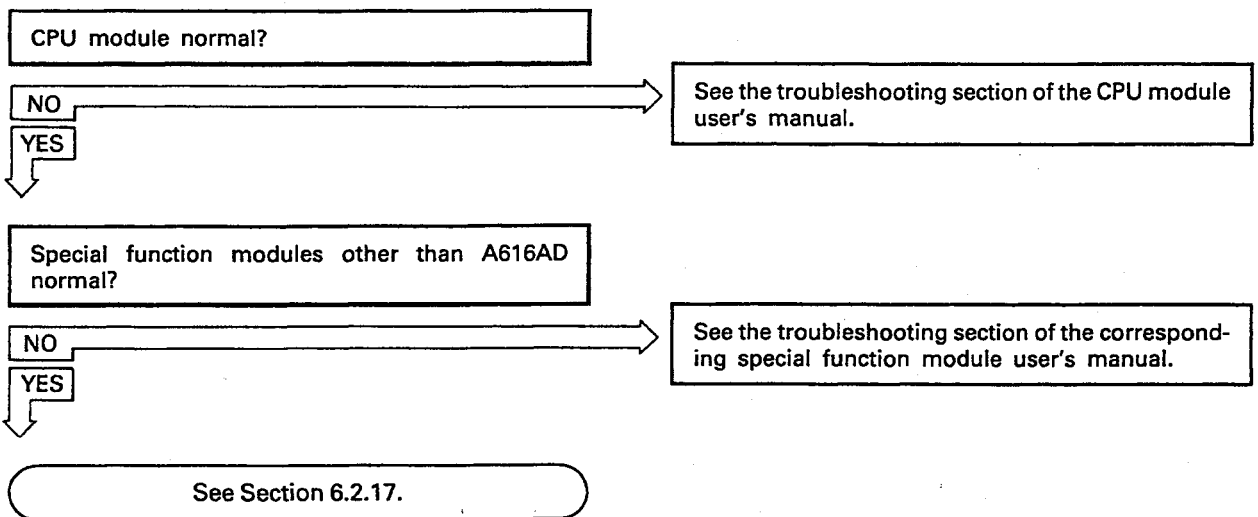 CPU module normal?
NO
See the troubleshooting section of the CPU module
user's manual.
YES
Special function modules other than A616AD
normal?
NO
See the troubleshooting section of the correspond-
ing special function module user's manual.
YES
See Section 6.2.17.